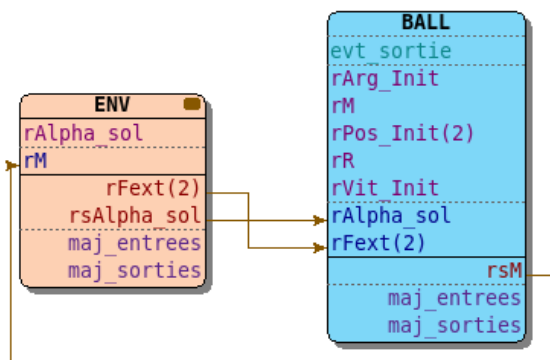 ENV
rAlpha_sol
rM
rFext(2)
rsAlpha_sol
maj_entrees
maj_sorties
BALL
evt_sortie
rArg_Init
rM
rPos_Init(2)
rR
rVit_Init
rAlpha_sol
rFext(2)
rsM
maj_entrees
maj_sorties